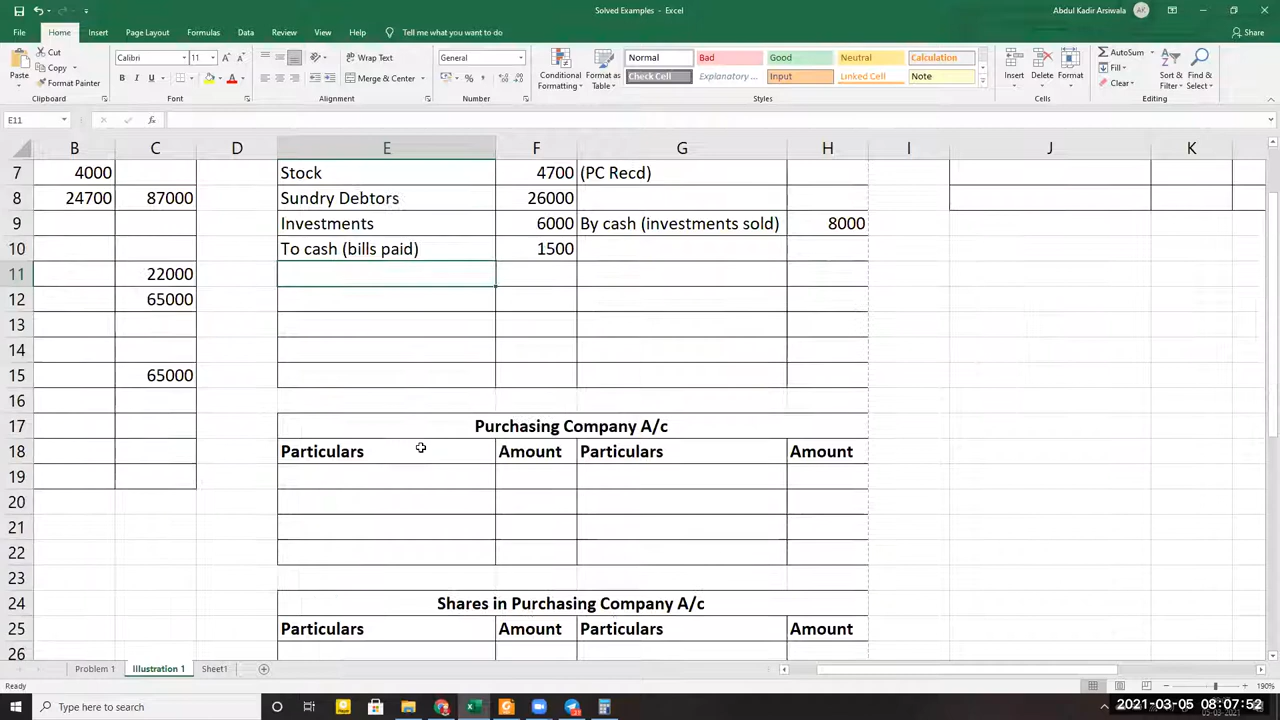 Solved Examples - Excel
Abdul Kadir Arsiwala
AK
File Home Insert Page Layout Formulas Data Review View Help Tell me what you want to do
Share
Paste
Cut
Copy
Format Painter
Clipboard
Calibri 11
B I U
Font
Wrap Text
Merge & Center
Alignment
General
Number
Conditional Formatting
Format as Table
Normal Bad Good Neutral Calculation
Check Cell Explanatory ... Input Linked Cell Note
Styles
Insert Delete Format
Cells
AutoSum
Fill
Clear
Sort & Filter
Find & Select
Editing
E11
fx
B C D E F G H I J K
7 4000 Stock 4700 (PC Recd)
8 24700 87000 Sundry Debtors 26000
9 Investments 6000 By cash (investments sold) 8000
10 To cash (bills paid) 1500
11 22000
12 65000
13
14
15 65000
16
17 Purchasing Company A/c
18 Particulars Amount Particulars Amount
19
20
21
22
23
24 Shares in Purchasing Company A/c
25 Particulars Amount Particulars Amount
26
Problem 1 Illustration 1 Sheet1
Ready
190%
Type here to search
2021-03-05 08:07:52